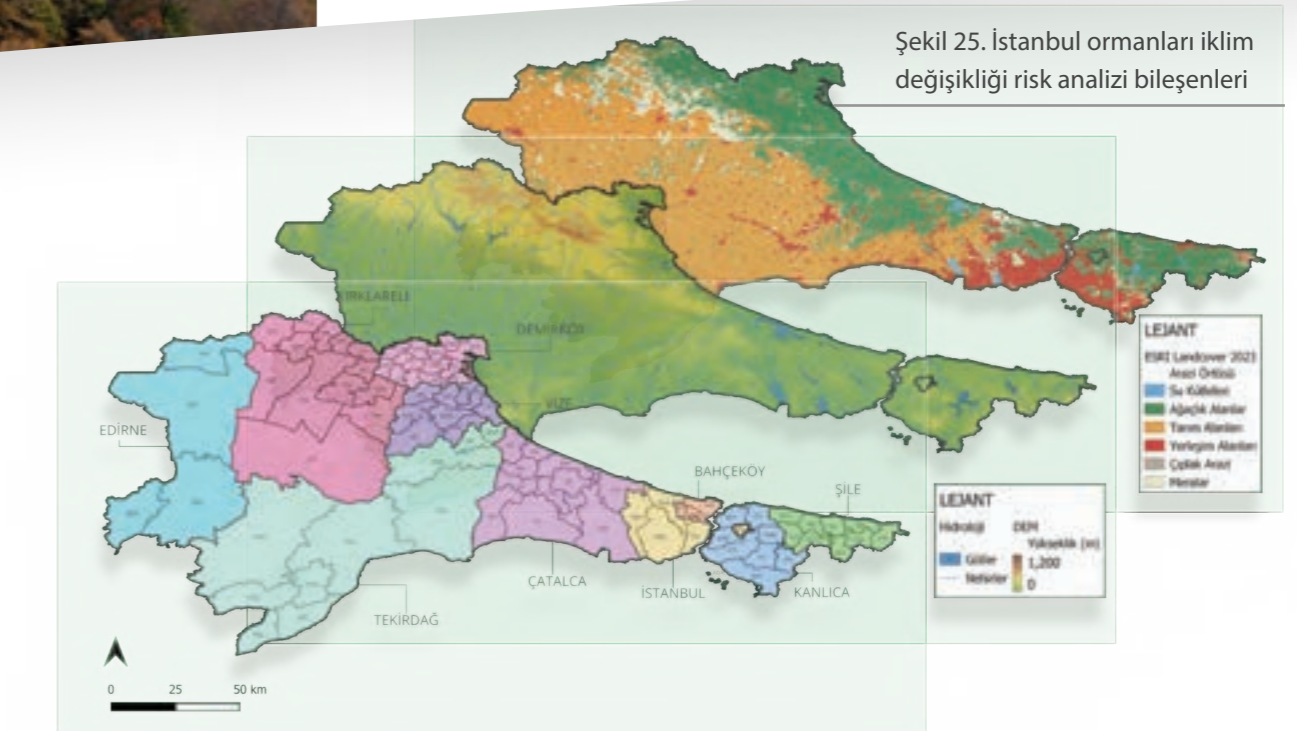 Şekil 25. İstanbul ormanları iklim
değişikliği risk analizi bileşenleri
KIRKLARELİ
DEMİRKÖY
VİZE
EDİRNE
BAHÇEKÖY
ŞİLE
ÇATALCA
İSTANBUL
KANLICA
TEKİRDAĞ
0 25 50 km
LEJANT
ESRI Landcover 2023
Arazi Örtüsü
Su Kütleleri
Ağaçlık Alanlar
Tarım Alanları
Yerleşim Alanları
Çıplak Arazi
Meralar
LEJANT
Hidroloji DEM
Yükseklik (m)
Göller 1,200
Nehirler 0